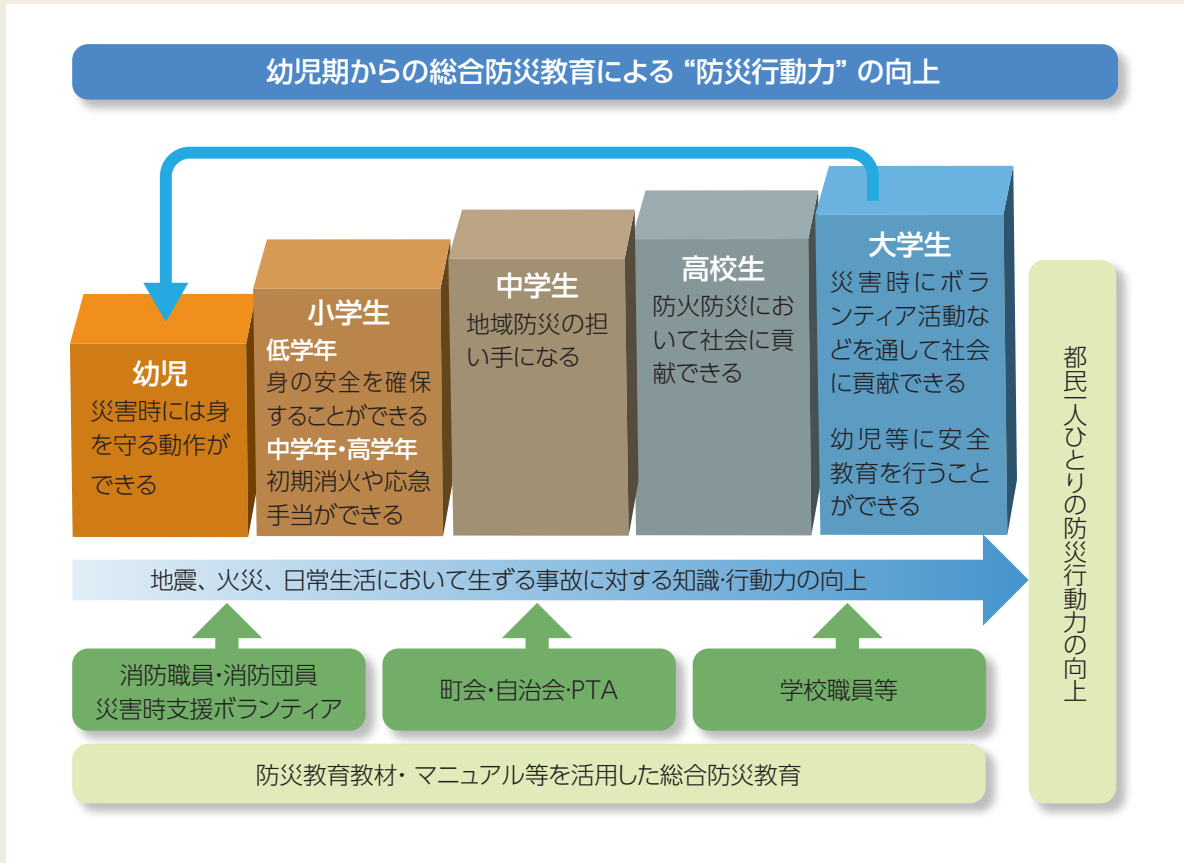 幼児期からの総合防災教育による“防災行動力”の向上
幼児
災害時には身
を守る動作が
できる
小学生
低学年
身の安全を確保
することができる
中学年・高学年
初期消火や応急
手当ができる
中学生
地域防災の担
い手になる
高校生
防火防災にお
いて社会に貢
献できる
大学生
災害時にボラ
ンティア活動な
どを通して社会
に貢献できる
幼児等に安全
教育を行うこと
ができる
地震、火災、日常生活において生ずる事故に対する知識・行動力の向上
消防職員・消防団員
災害時支援ボランティア
町会・自治会・PTA
学校職員等
防災教育教材・マニュアル等を活用した総合防災教育
都民一人ひとりの防災行動力の向上